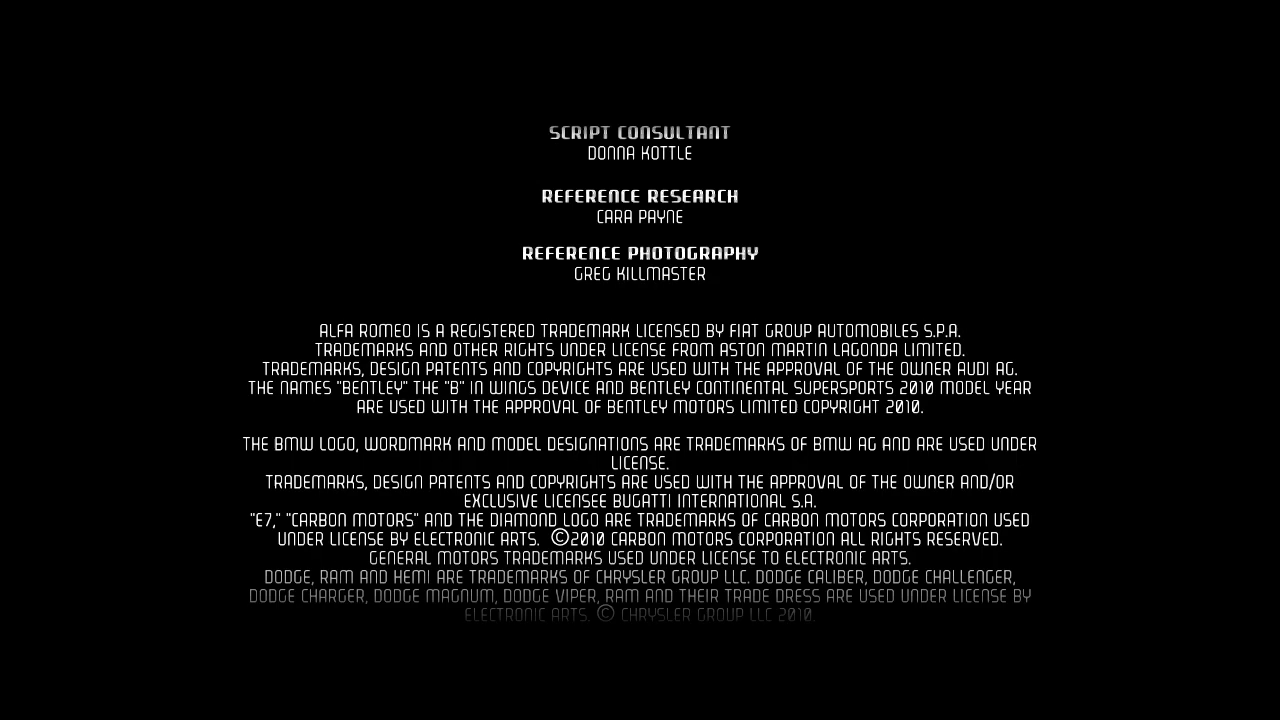 SCRIPT CONSULTANT
DONNA KOTTLE
REFERENCE RESEARCH
CARA PAYNE
REFERENCE PHOTOGRAPHY
GREG KILLMASTER
ALFA ROMEO IS A REGISTERED TRADEMARK LICENSED BY FIAT GROUP AUTOMOBILES S.P.A.
TRADEMARKS AND OTHER RIGHTS UNDER LICENSE FROM ASTON MARTIN LAGONDA LIMITED.
TRADEMARKS, DESIGN PATENTS AND COPYRIGHTS ARE USED WITH THE APPROVAL OF THE OWNER AUDI AG.
THE NAMES "BENTLEY" THE "B" IN WINGS DEVICE AND BENTLEY CONTINENTAL SUPERSPORTS 2010 MODEL YEAR
ARE USED WITH THE APPROVAL OF BENTLEY MOTORS LIMITED COPYRIGHT 2010.
THE BMW LOGO, WORDMARK AND MODEL DESIGNATIONS ARE TRADEMARKS OF BMW AG AND ARE USED UNDER
LICENSE.
TRADEMARKS, DESIGN PATENTS AND COPYRIGHTS ARE USED WITH THE APPROVAL OF THE OWNER AND/OR
EXCLUSIVE LICENSEE BUGATTI INTERNATIONAL S.A.
"E7," "CARBON MOTORS" AND THE DIAMOND LOGO ARE TRADEMARKS OF CARBON MOTORS CORPORATION USED
UNDER LICENSE BY ELECTRONIC ARTS. ©2010 CARBON MOTORS CORPORATION ALL RIGHTS RESERVED.
GENERAL MOTORS TRADEMARKS USED UNDER LICENSE TO ELECTRONIC ARTS.
DODGE, RAM AND HEMI ARE TRADEMARKS OF CHRYSLER GROUP LLC. DODGE CALIBER, DODGE CHALLENGER,
DODGE CHARGER, DODGE MAGNUM, DODGE VIPER, RAM AND THEIR TRADE DRESS ARE USED UNDER LICENSE BY
ELECTRONIC ARTS. © CHRYSLER GROUP LLC 2010.